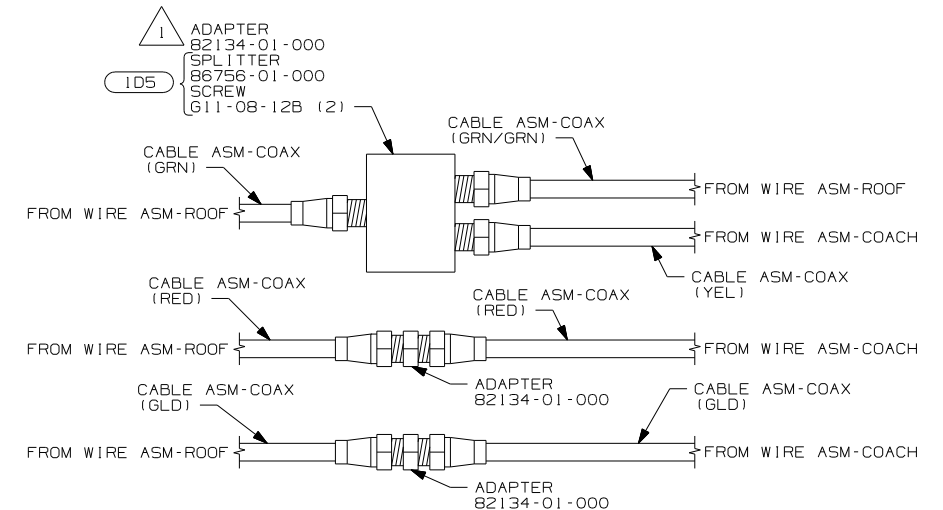 1
ADAPTER
82134-01-000
SPLITTER
86756-01-000
1D5
SCREW
G11-08-12B (2)
CABLE ASM-COAX
(GRN/GRN)
CABLE ASM-COAX
(GRN)
FROM WIRE ASM-ROOF
FROM WIRE ASM-ROOF
FROM WIRE ASM-COACH
CABLE ASM-COAX
(YEL)
CABLE ASM-COAX
(RED)
CABLE ASM-COAX
(RED)
FROM WIRE ASM-ROOF
FROM WIRE ASM-COACH
ADAPTER
82134-01-000
CABLE ASM-COAX
(GLD)
CABLE ASM-COAX
(GLD)
FROM WIRE ASM-ROOF
FROM WIRE ASM-COACH
ADAPTER
82134-01-000